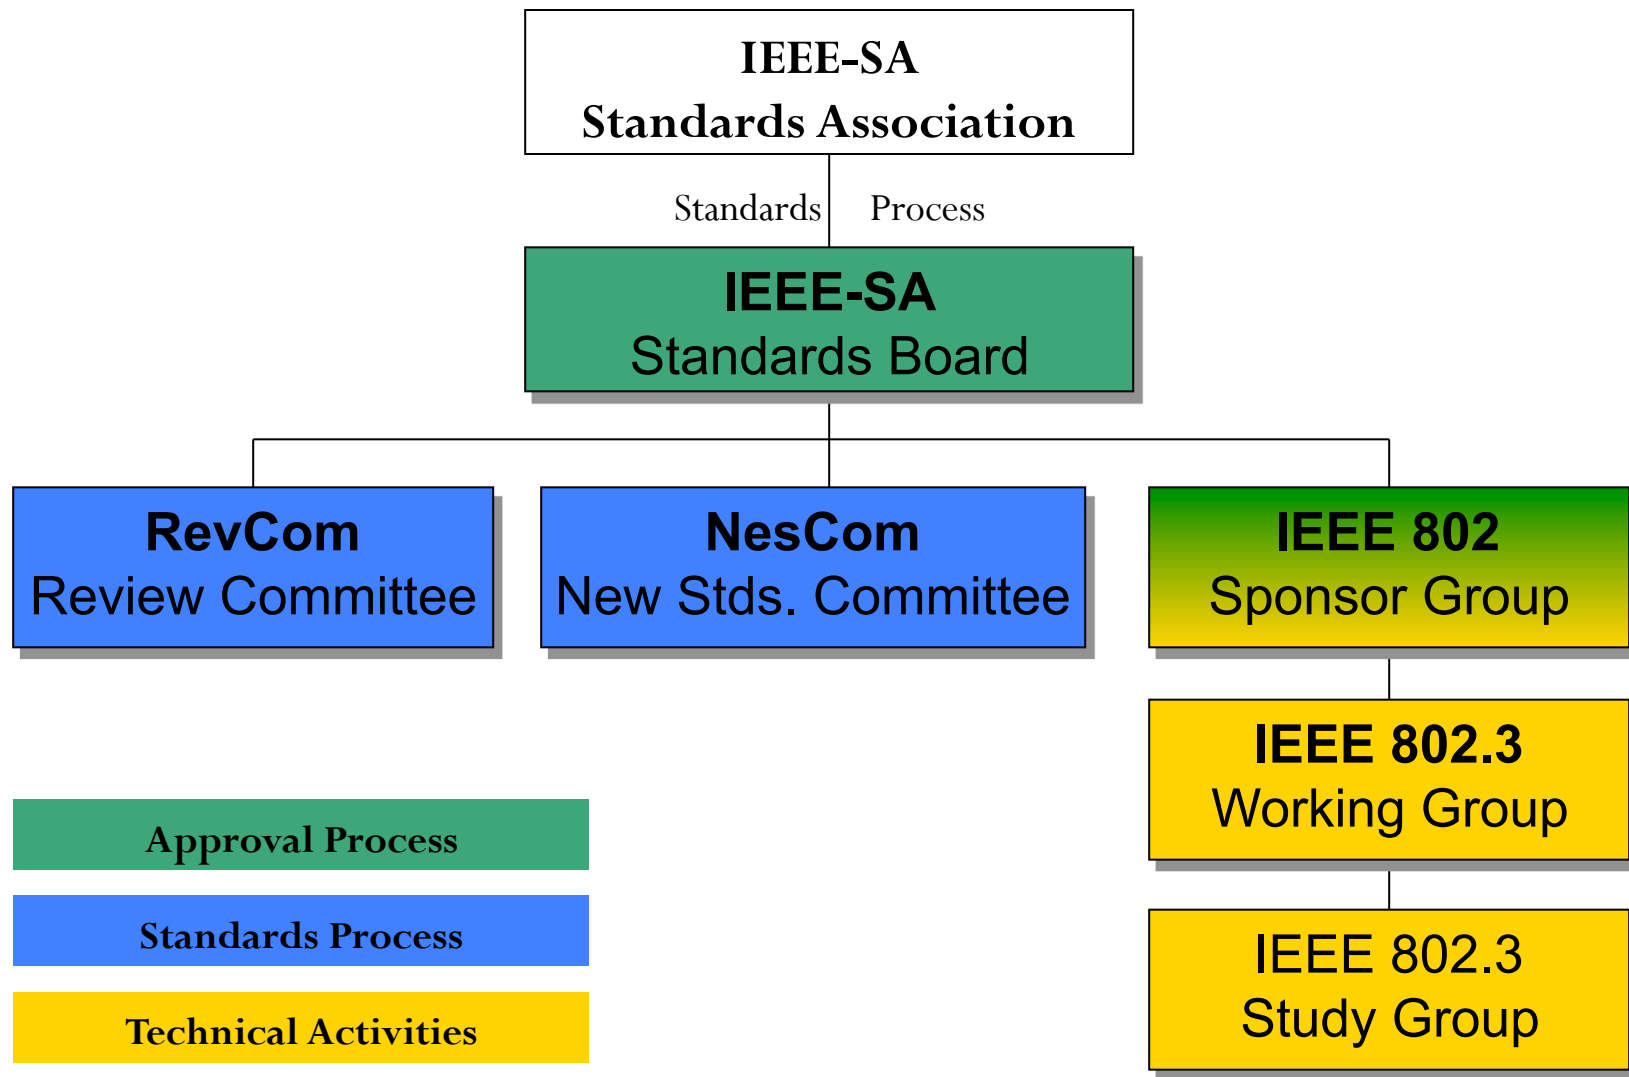 IEEE-SA
Standards Association
Standards Process
IEEE-SA
Standards Board
RevCom
Review Committee
NesCom
New Stds. Committee
IEEE 802
Sponsor Group
IEEE 802.3
Working Group
IEEE 802.3
Study Group
Approval Process
Standards Process
Technical Activities